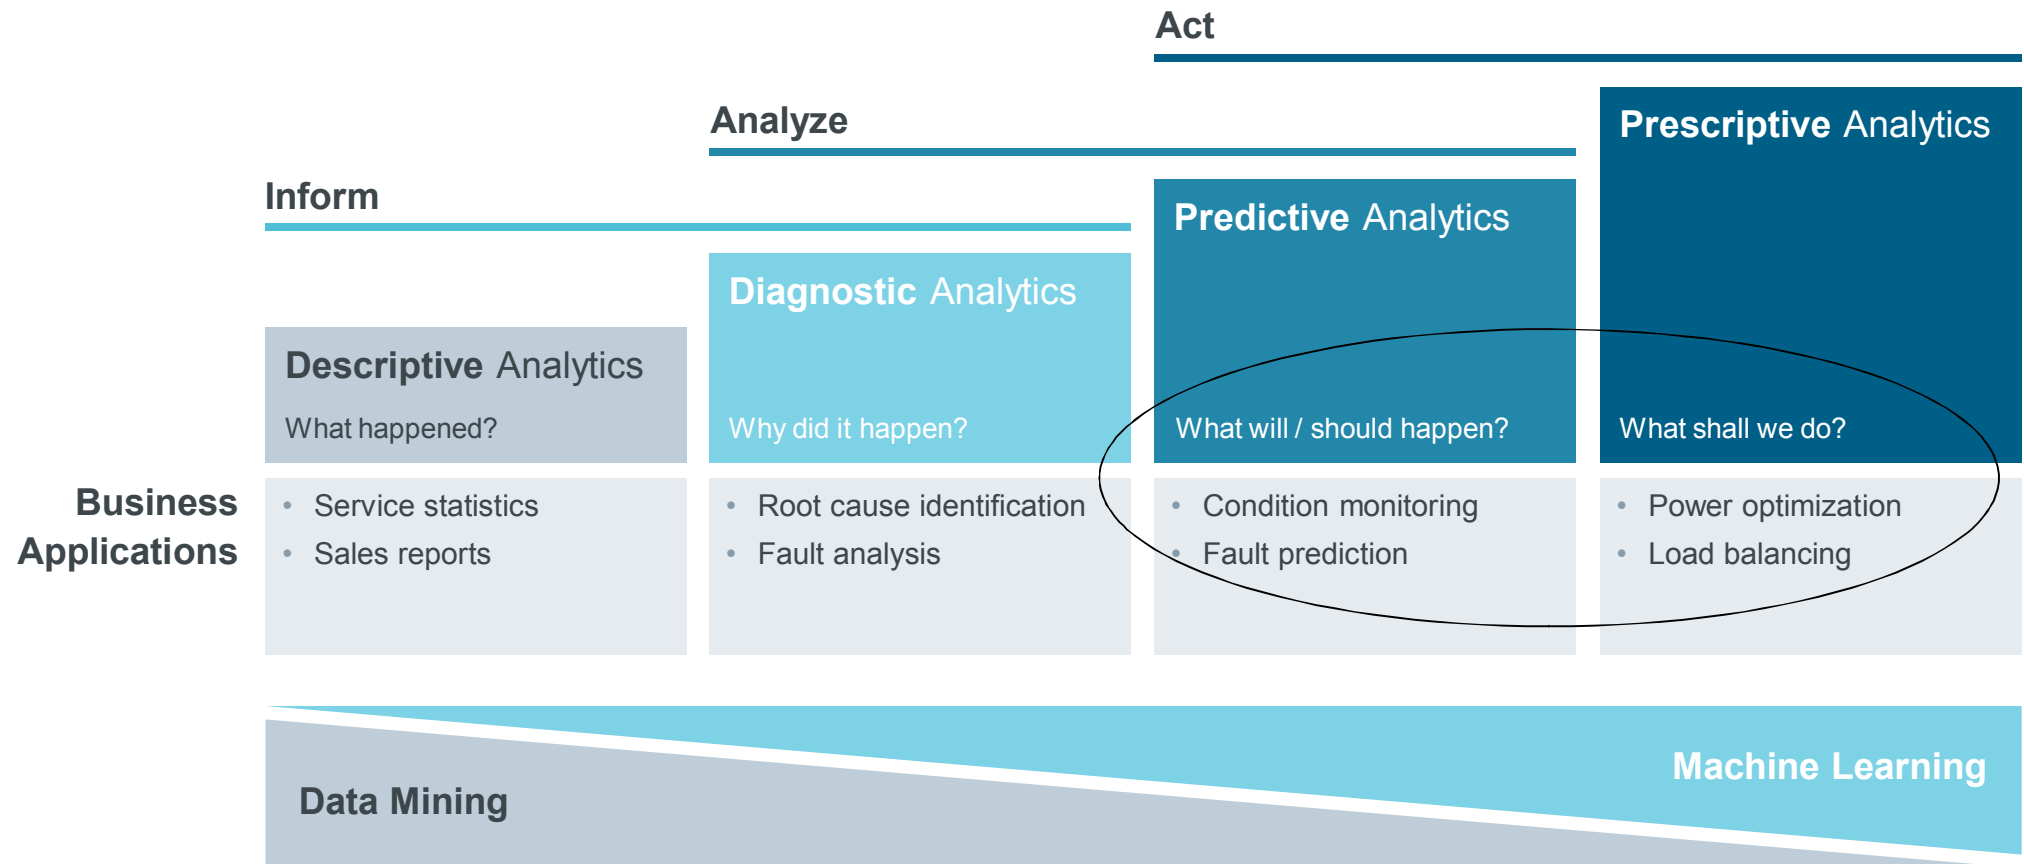 Act
Analyze
Prescriptive Analytics
Inform
Predictive Analytics
Diagnostic Analytics
Descriptive Analytics
What happened?
Why did it happen?
What will / should happen?
What shall we do?
Business
Applications
• Service statistics
• Sales reports
• Root cause identification
• Fault analysis
• Condition monitoring
• Fault prediction
• Power optimization
• Load balancing
Machine Learning
Data Mining